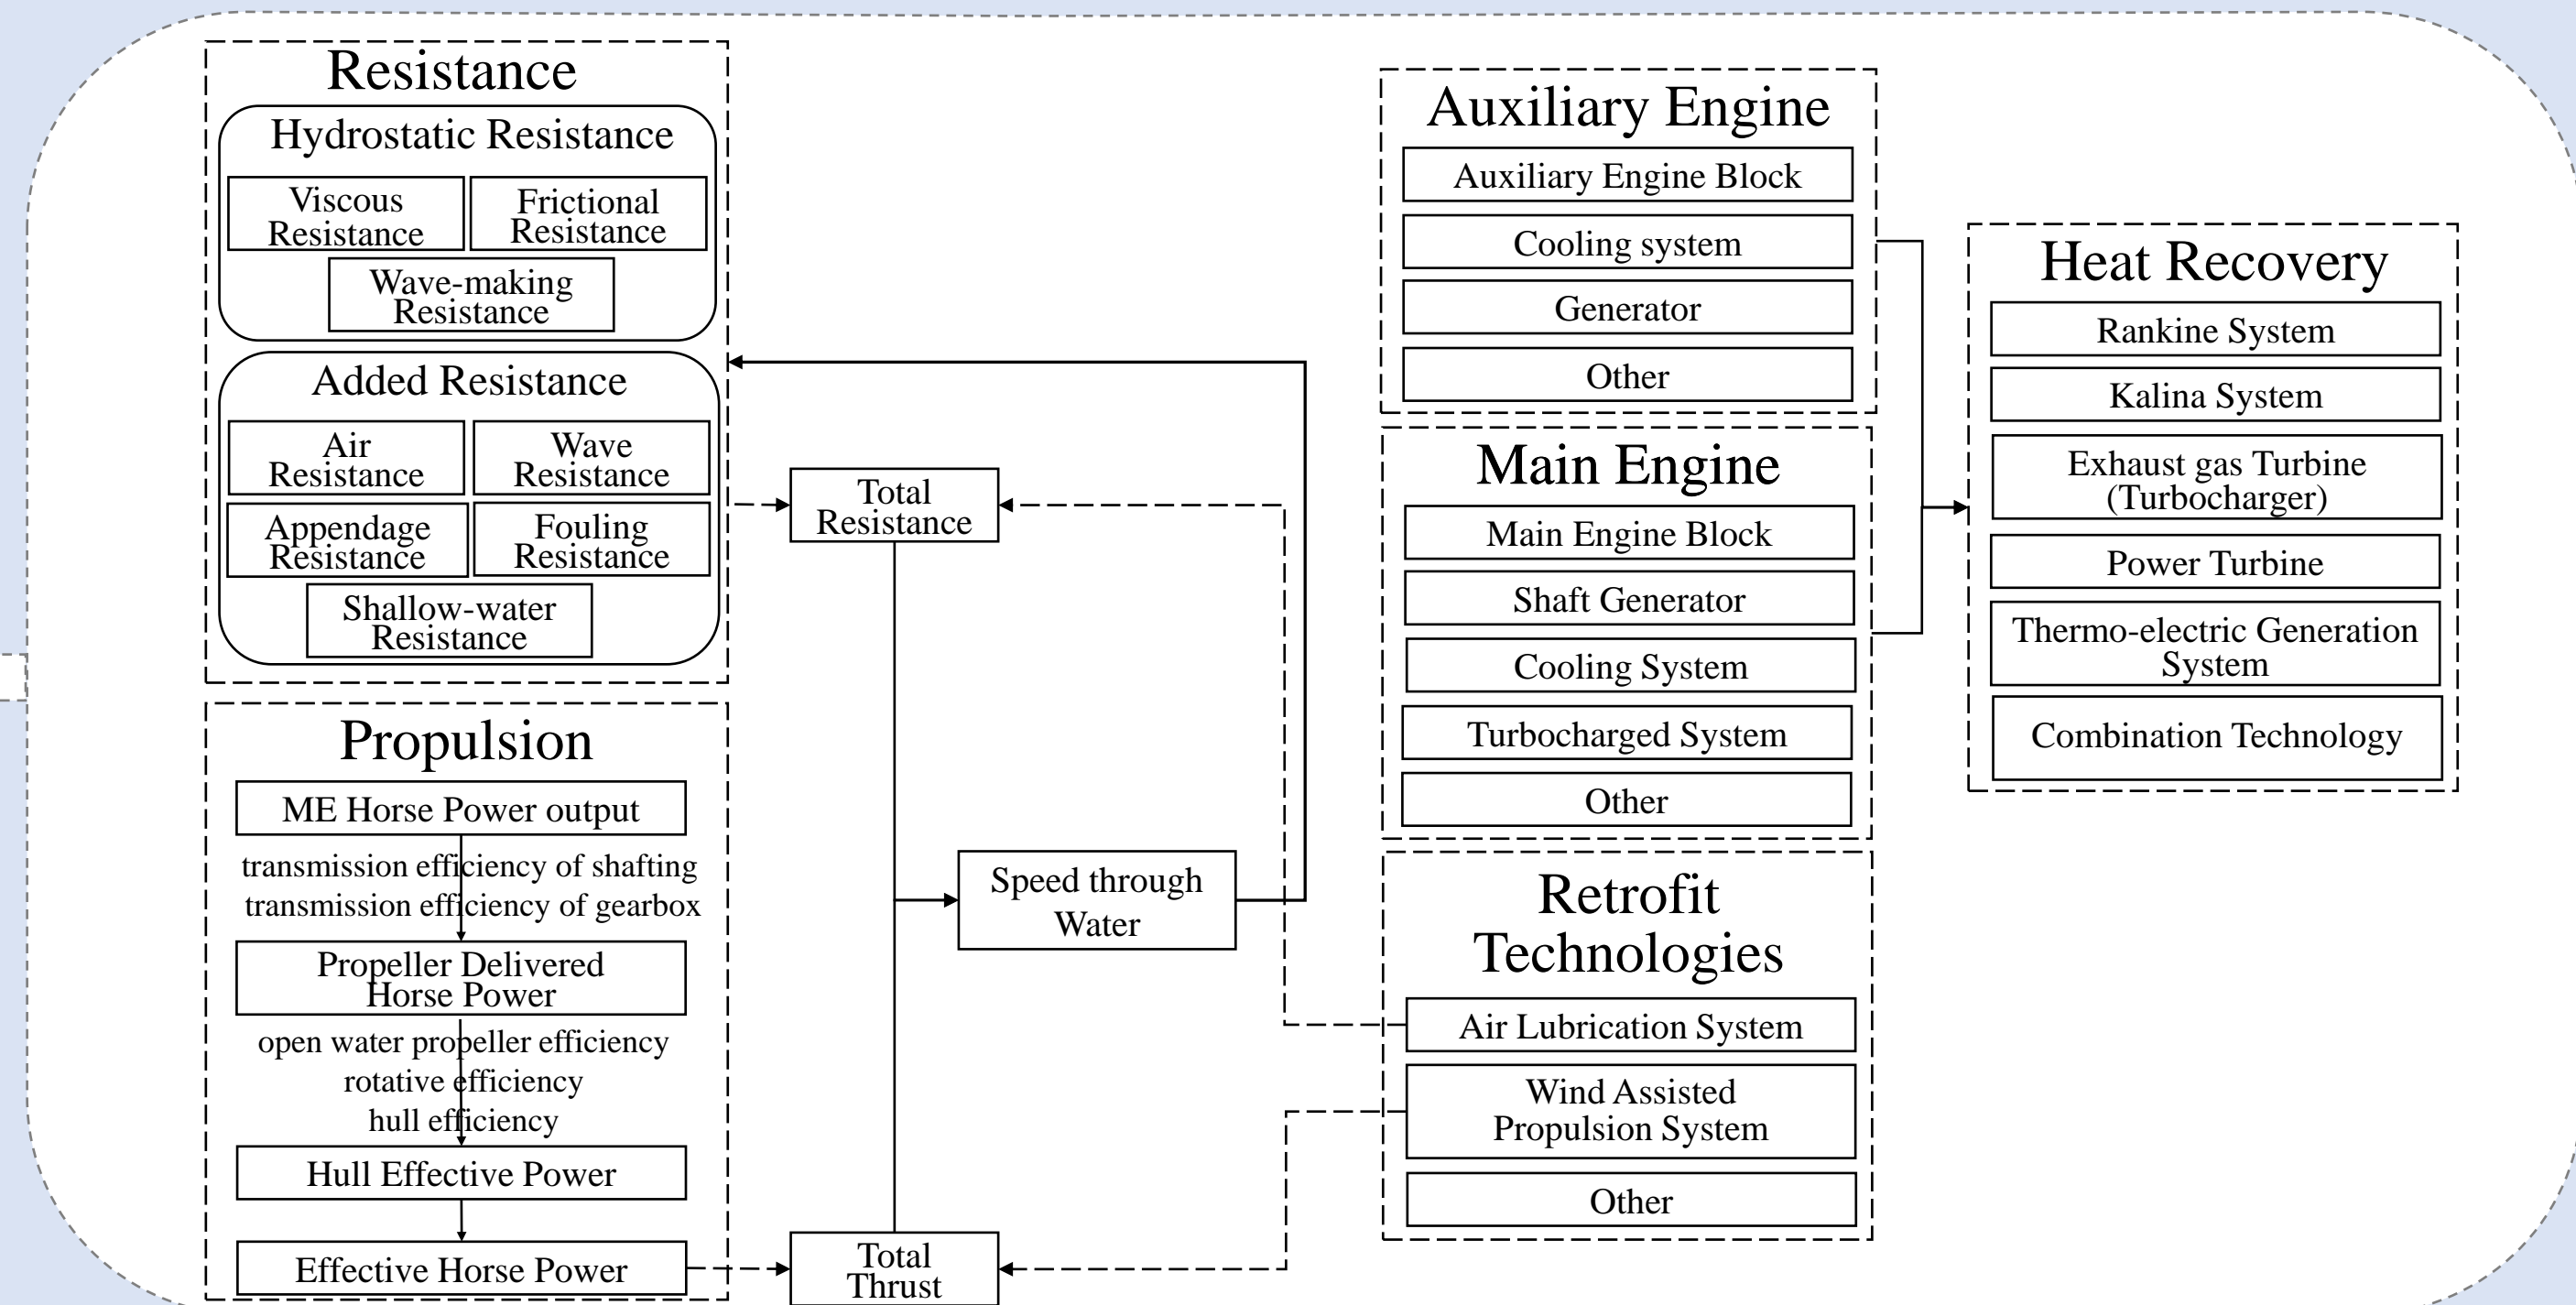 Resistance
Hydrostatic Resistance
Viscous
Resistance
Frictional
Resistance
Wave-making
Resistance
Added Resistance
Air
Resistance
Wave
Resistance
Appendage
Resistance
Fouling
Resistance
Shallow-water
Resistance
Propulsion
ME Horse Power output
transmission efficiency of shafting
transmission efficiency of gearbox
Propeller Delivered
Horse Power
open water propeller efficiency
rotative efficiency
hull efficiency
Hull Effective Power
Effective Horse Power
Total
Resistance
Speed through
Water
Total
Thrust
Auxiliary Engine
Auxiliary Engine Block
Cooling system
Generator
Other
Main Engine
Main Engine Block
Shaft Generator
Cooling System
Turbocharged System
Other
Retrofit
Technologies
Air Lubrication System
Wind Assisted
Propulsion System
Other
Heat Recovery
Rankine System
Kalina System
Exhaust gas Turbine
(Turbocharger)
Power Turbine
Thermo-electric Generation
System
Combination Technology